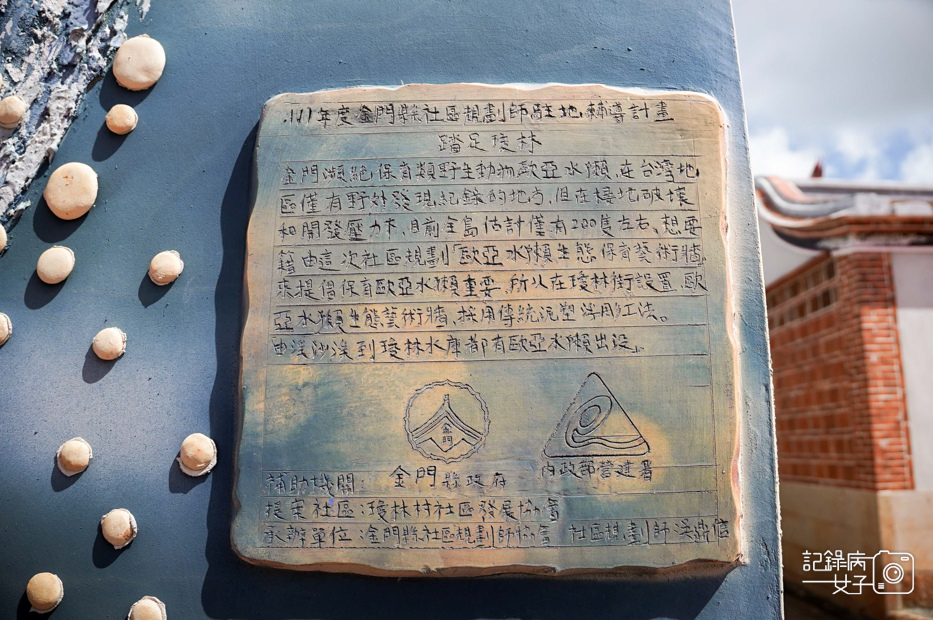 111年度金門縣社區規劃師駐地輔導計畫
踏足瓊林
金門瀕絕保育類野生動物歐亞水獺,在台灣地
區僅有野外發現紀錄的地方,但在棲地破壞
和開發壓力下,目前全島估計僅有200隻左右,想要
藉由這次社區規劃「歐亞水獺生態保育藝術牆」
來提倡保育歐亞水獺重要,所以在瓊林街設置,歐
亞水獺生態藝術牆,採用傳統泥塑浮雕工法。
由溪沙溪到瓊林水庫都有歐亞水獺出沒。
金門
補助機關: 金門縣政府 內政部營建署
提案社區:瓊林村社區發展協會
承辦單位:金門縣社區規劃師協會 社區規劃師
記錄病
女子